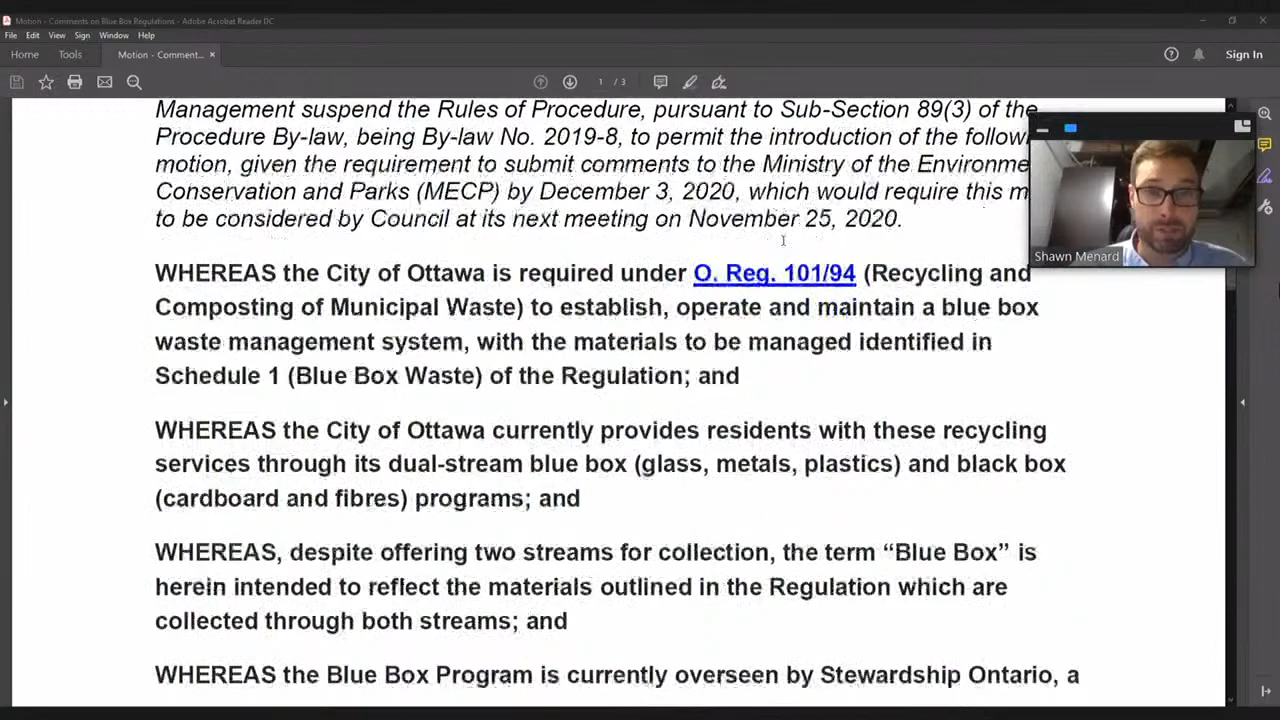 Motion - Comments on Blue Box Regulations - Adobe Acrobat Reader DC
File Edit View Sign Window Help
Home Tools Motion - Comment... ×
Sign In
1 / 3
Management suspend the Rules of Procedure, pursuant to Sub-Section 89(3) of the
Procedure By-law, being By-law No. 2019-8, to permit the introduction of the
motion, given the requirement to submit comments to the Ministry of the
Conservation and Parks (MECP) by December 3, 2020, which would require this
to be considered by Council at its next meeting on November 25, 2020.
Shawn Menard
WHEREAS the City of Ottawa is required under O. Reg. 101/94 (Recycling and
Composting of Municipal Waste) to establish, operate and maintain a blue box
waste management system, with the materials to be managed identified in
Schedule 1 (Blue Box Waste) of the Regulation; and
WHEREAS the City of Ottawa currently provides residents with these recycling
services through its dual-stream blue box (glass, metals, plastics) and black box
(cardboard and fibres) programs; and
WHEREAS, despite offering two streams for collection, the term “Blue Box” is
herein intended to reflect the materials outlined in the Regulation which are
collected through both streams; and
WHEREAS the Blue Box Program is currently overseen by Stewardship Ontario, a